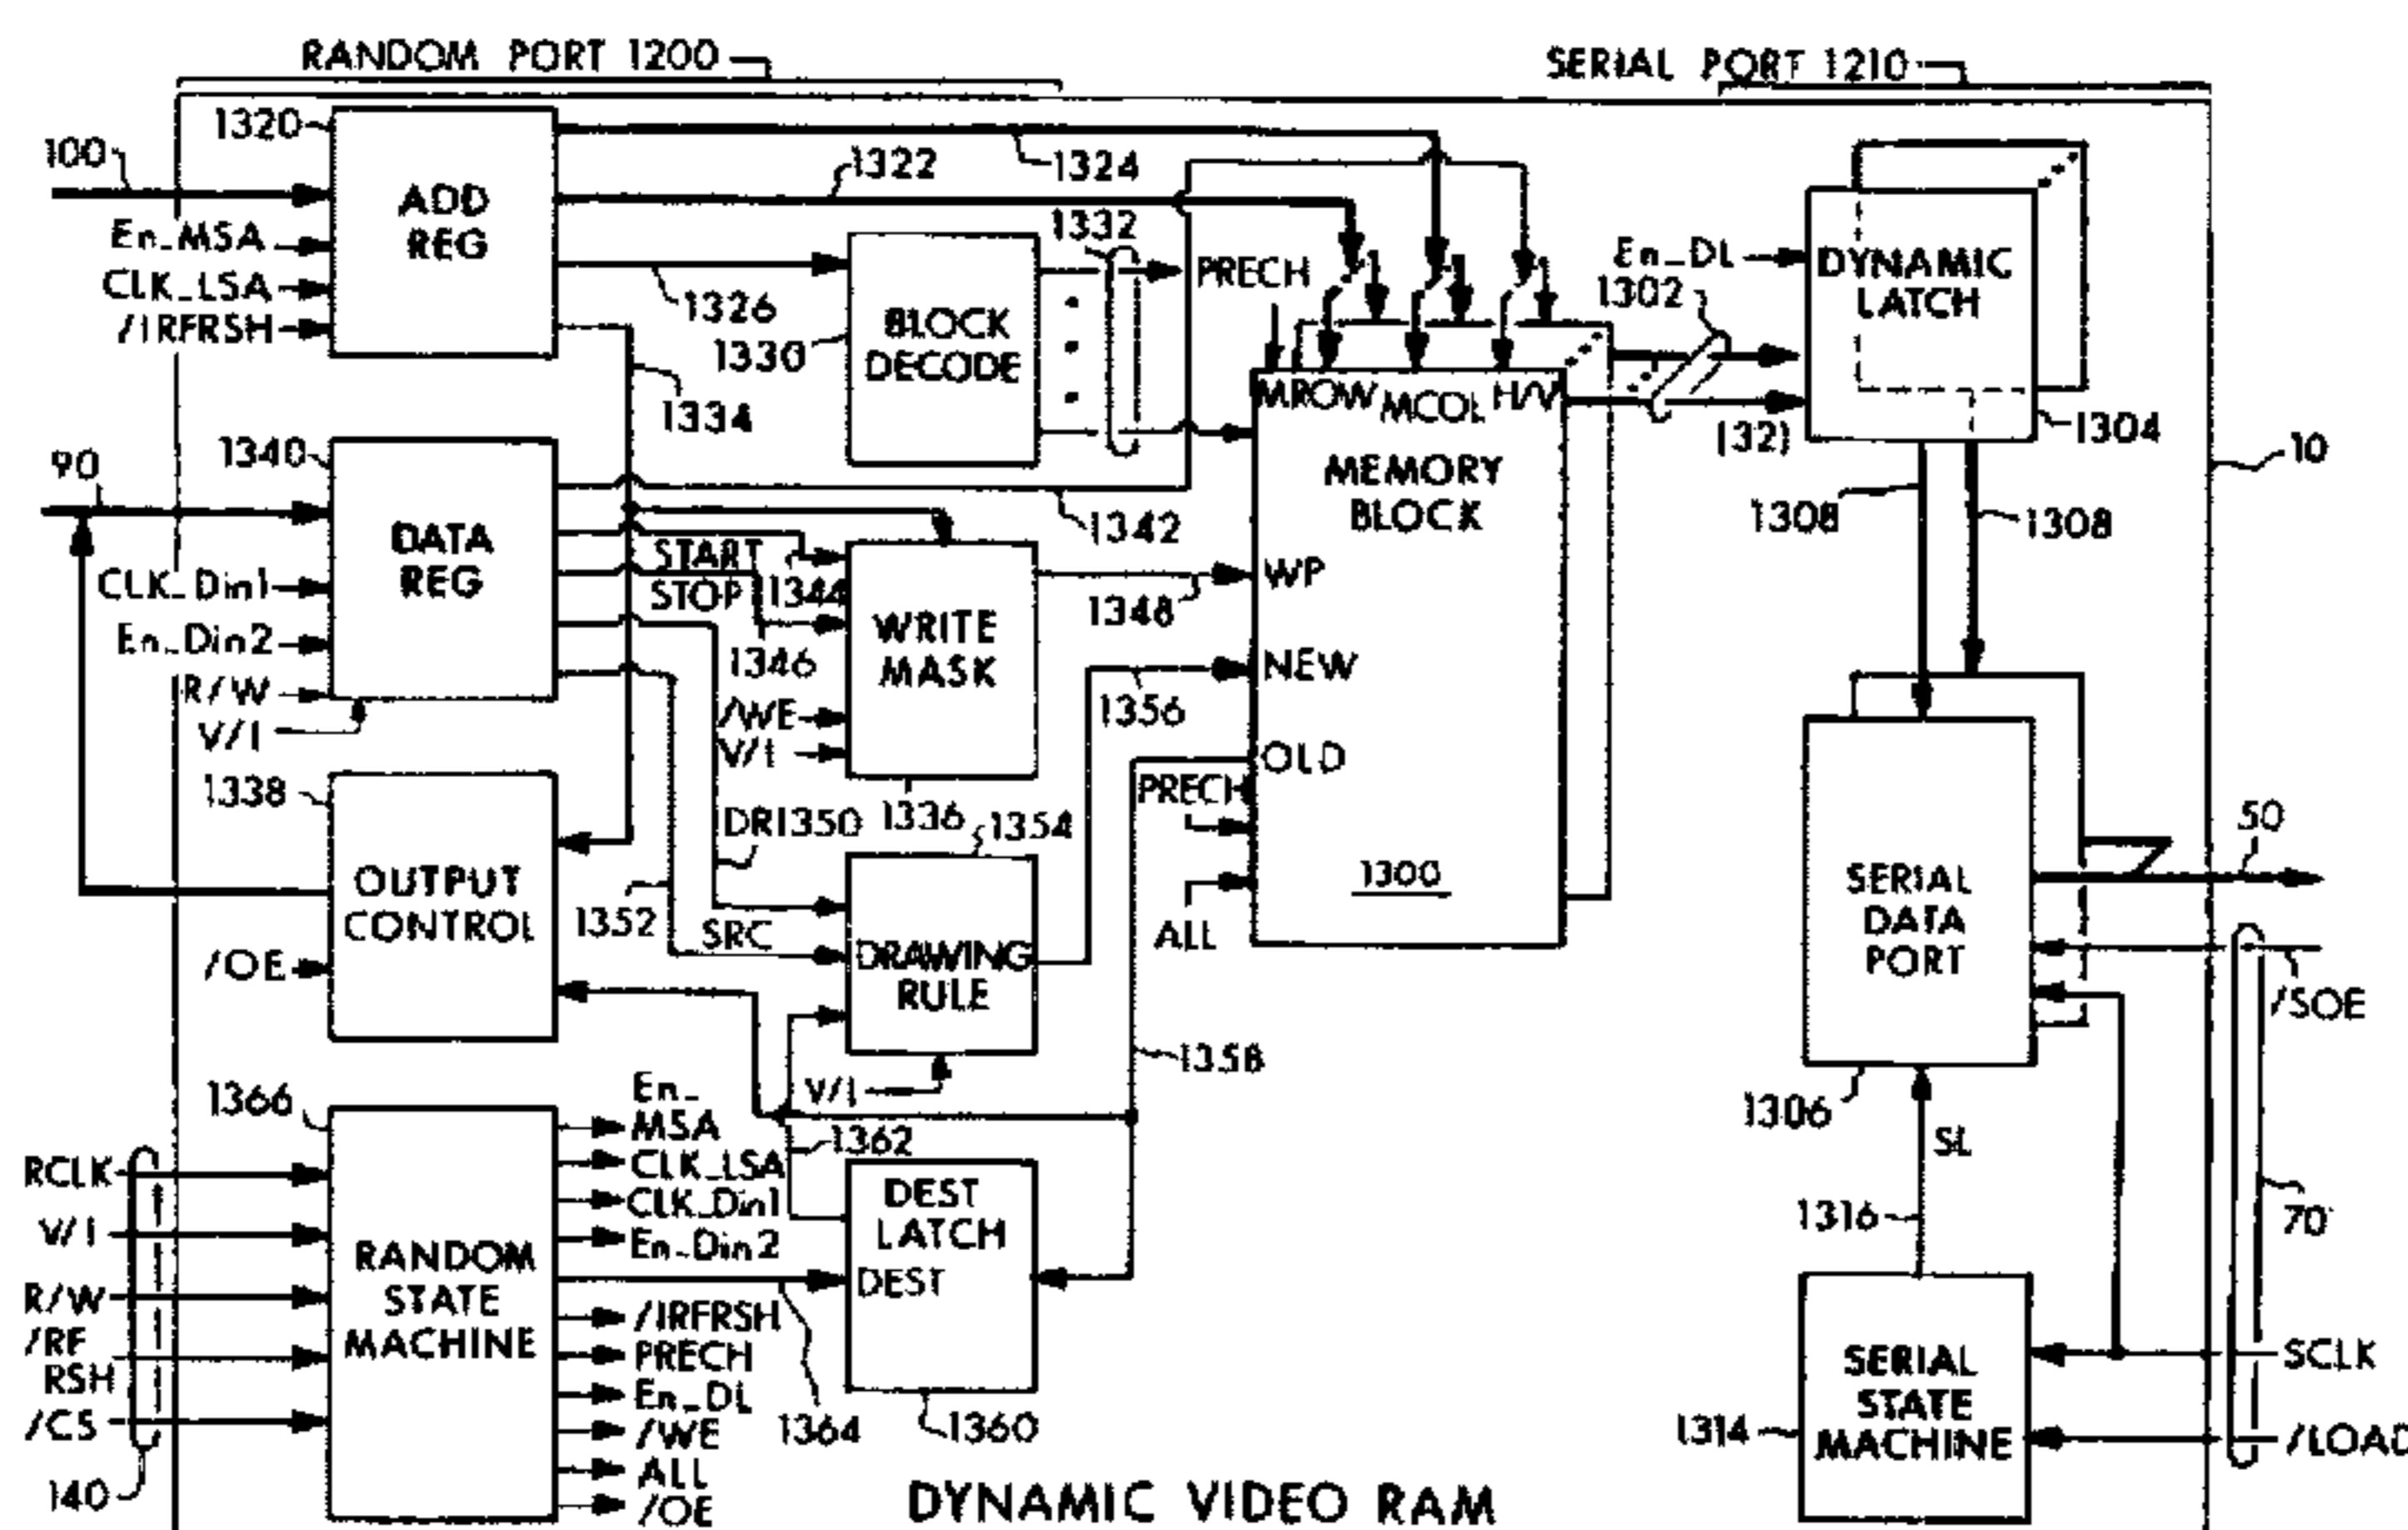 RANDOM PORT 1200
SERIAL PORT 1210
1320
100
ADD
REG
En_MSA
CLK_LSA
/IRFRSH
1324
1322
1332
1326
1330
BLOCK
DECODE
PRECH
1334
MROW MCOL H/V
MEMORY
BLOCK
WP
NEW
OLD
1300
En_DL
1302
DYNAMIC
LATCH
(32)
1304
10
1308
1308
90
1340
DATA
REG
CLK_Din1
En_Din2
R/W
V/I
1342
START
STOP
1344
1346
WRITE
MASK
/WE
V/I
1348
1356
PRECH
ALL
1338
OUTPUT
CONTROL
/OE
DR1350
1336
1354
1352
SRC
DRAWING
RULE
V/I
1358
SERIAL
DATA
PORT
50
/SOE
1306
SL
1316
70
1366
RCLK
V/I
R/W
/RF
RSH
/CS
140
RANDOM
STATE
MACHINE
En_
MSA
CLK_LSA
CLK_Din1
En_Din2
/IRFRSH
PRECH
En_DL
/WE
ALL
/OE
1362
DEST
LATCH
DEST
1364
1360
SERIAL
STATE
MACHINE
1314
SCLK
/LOAD
DYNAMIC VIDEO RAM